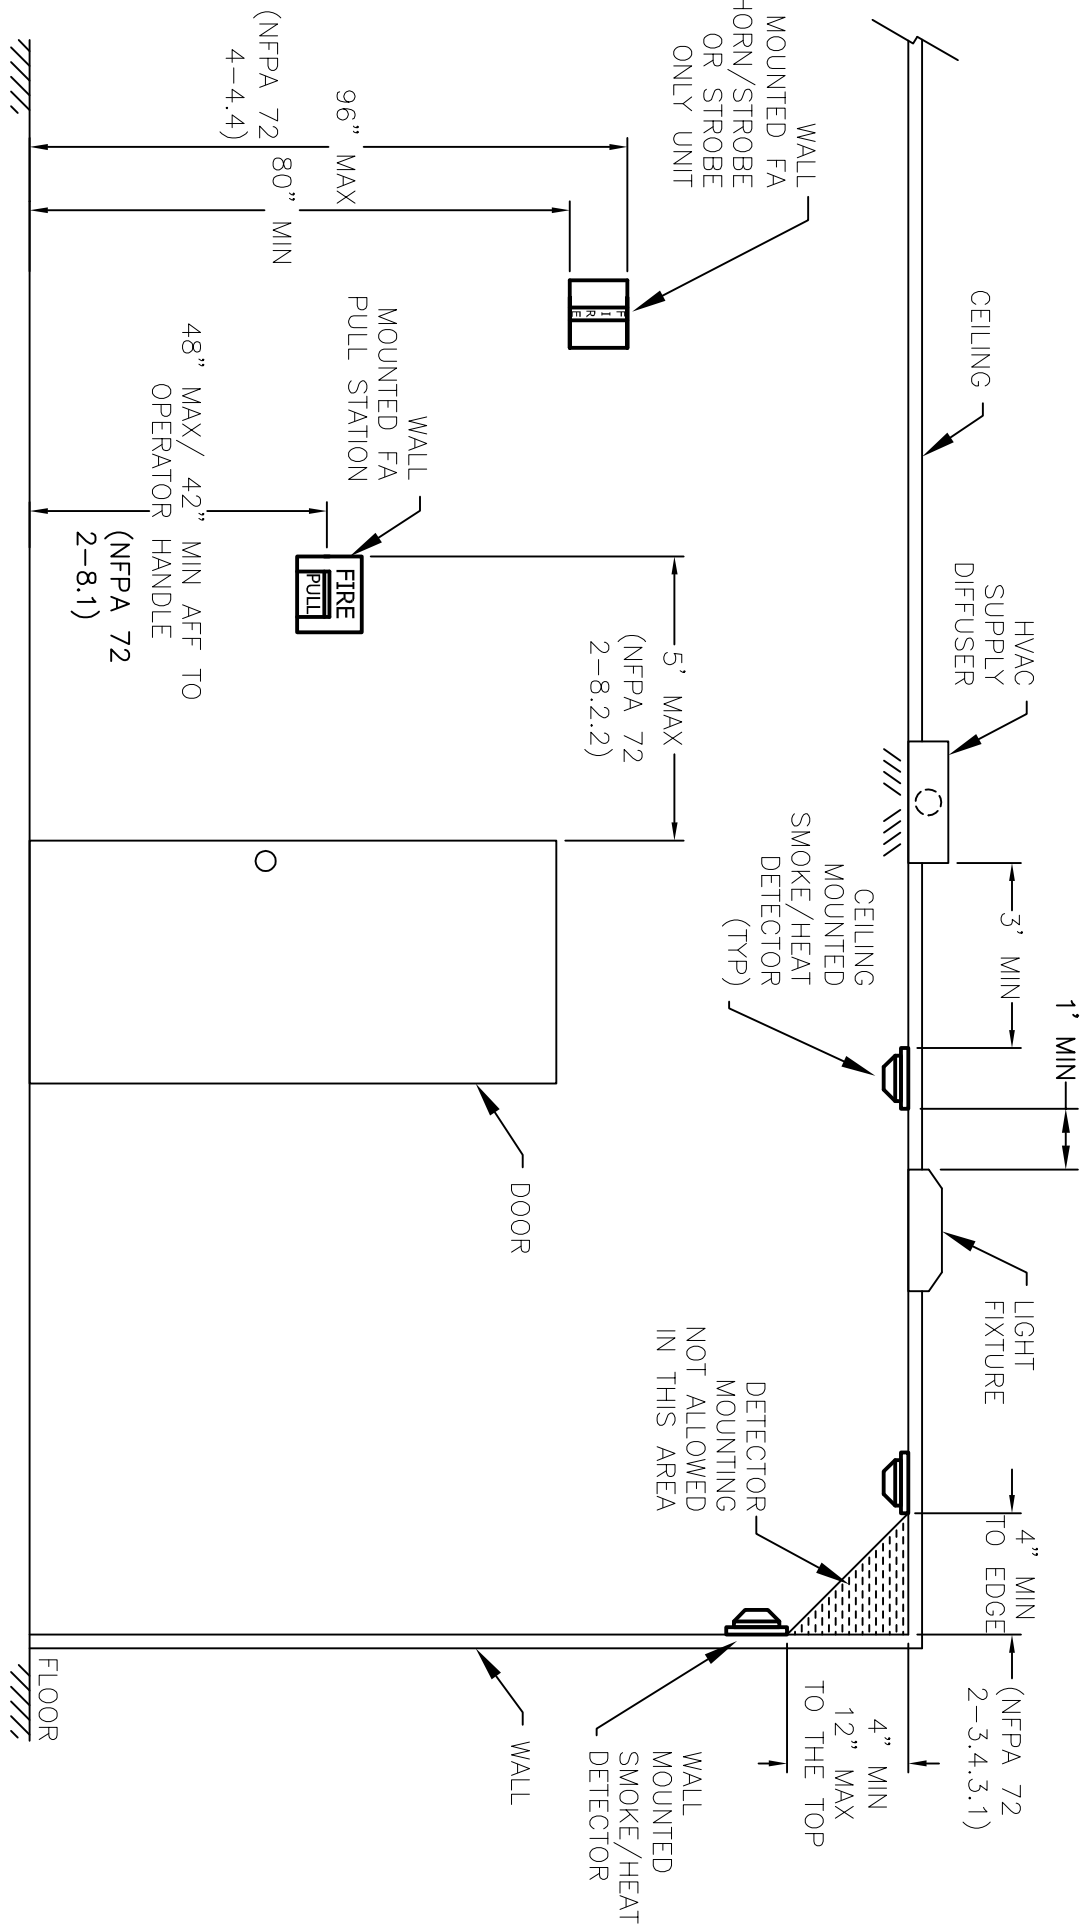 WALL
MOUNTED FA
HORN/STROBE
OR STROBE
ONLY UNIT
96" MAX
(NFPA 72
4-4.4)
80" MIN
FIRE
CEILING
WALL
MOUNTED FA
PULL STATION
48" MAX/ 42" MIN AFF TO
OPERATOR HANDLE
(NFPA 72
2-8.1)
FIRE
PULL
5' MAX
(NFPA 72
2-8.2.2)
HVAC
SUPPLY
DIFFUSER
3' MIN
1' MIN
CEILING
MOUNTED
SMOKE/HEAT
DETECTOR
(TYP)
DOOR
LIGHT
FIXTURE
DETECTOR
MOUNTING
NOT ALLOWED
IN THIS AREA
4" MIN
TO EDGE
(NFPA 72
2-3.4.3.1)
4" MIN
12" MAX
TO THE TOP
WALL
MOUNTED
SMOKE/HEAT
DETECTOR
WALL
FLOOR